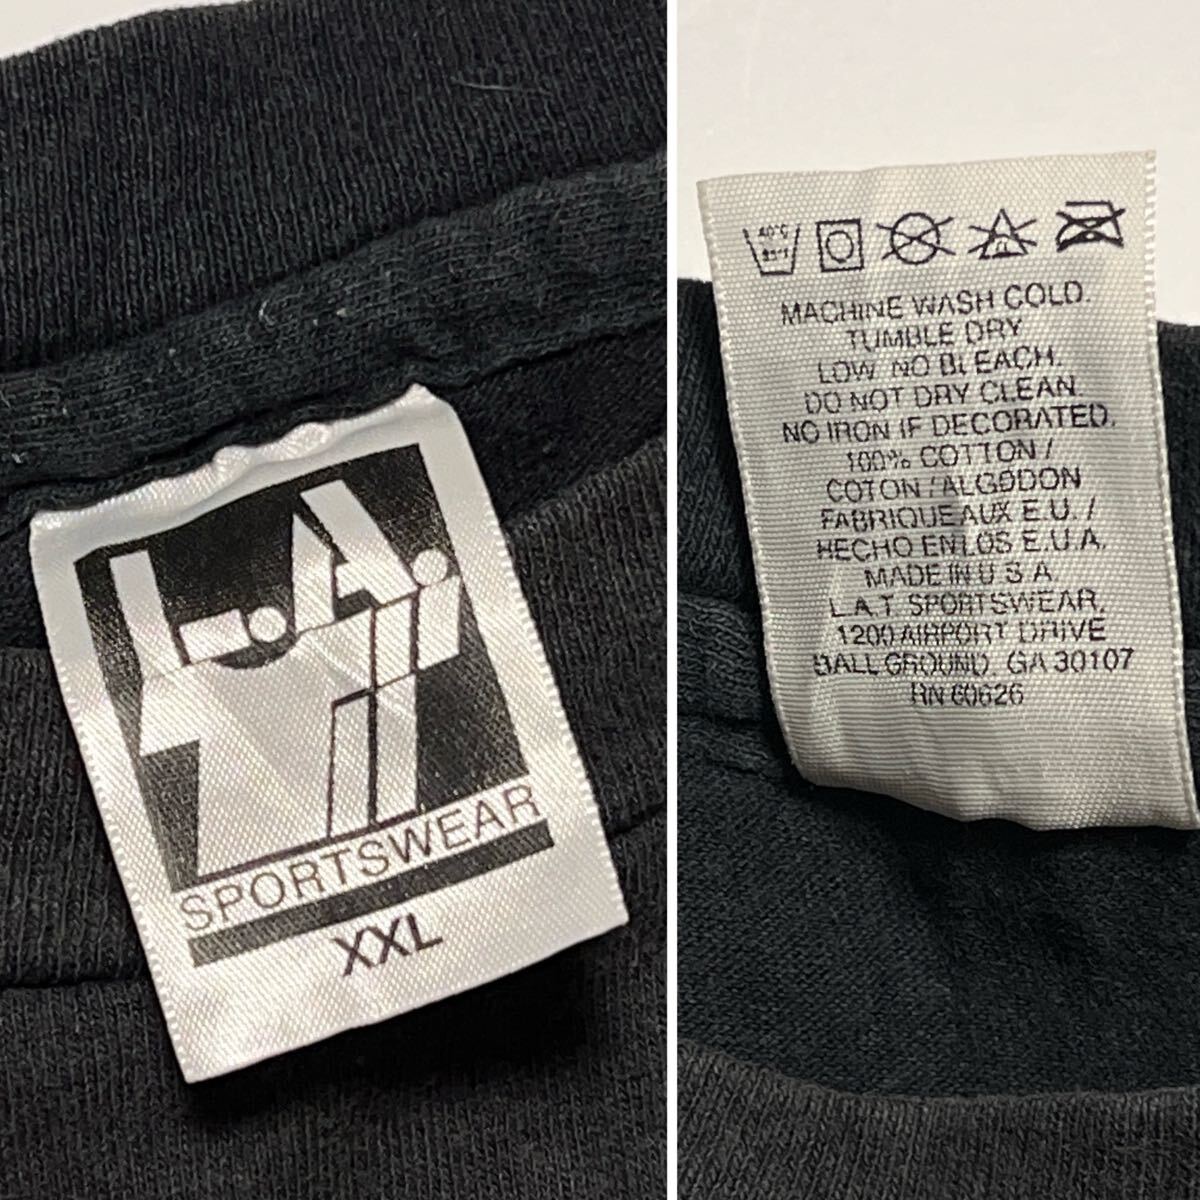 L.A.T
SPORTSWEAR
XXL
40°C
MACHINE WASH COLD.
TUMBLE DRY
LOW. NO BLEACH.
DO NOT DRY CLEAN.
NO IRON IF DECORATED.
100% COTTON /
COTON / ALGODON
FABRIQUE AUX E.U. /
HECHO EN LOS E.U.A.
MADE IN U.S.A.
L.A.T. SPORTSWEAR,
1200 AIRPORT DRIVE
BALL GROUND, GA 30107
RN 60626